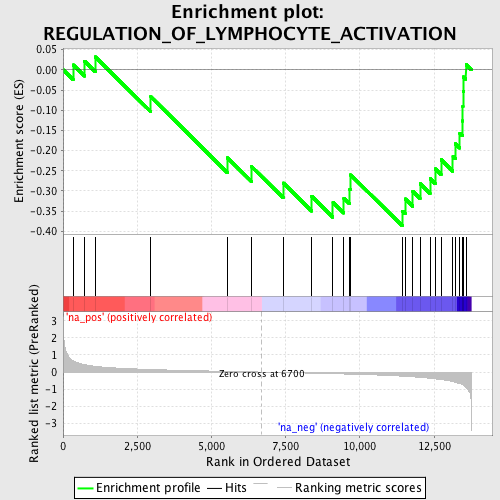 Enrichment plot:
REGULATION_OF_LYMPHOCYTE_ACTIVATION
Enrichment score (ES)
0.05
0.00
-0.05
-0.10
-0.15
-0.20
-0.25
-0.30
-0.35
-0.40
'na_pos' (positively correlated)
Ranked list metric (PreRanked)
3
2
1
0
-1
-2
-3
Zero cross at 6700
'na_neg' (negatively correlated)
0
2,500
5,000
7,500
10,000
12,500
Rank in Ordered Dataset
Enrichment profile
Hits
Ranking metric scores